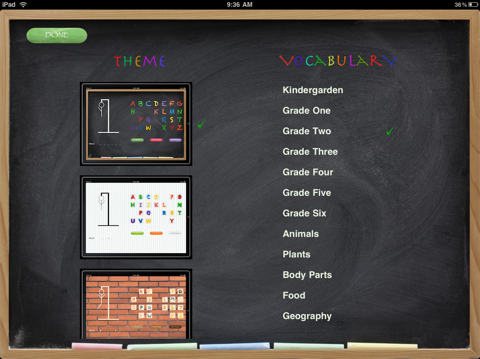 iPad
9:36 AM
36%
DONE
THEME
VOCABULARY
Kindergarden
Grade One
Grade Two
Grade Three
Grade Four
Grade Five
Grade Six
Animals
Plants
Body Parts
Food
Geography